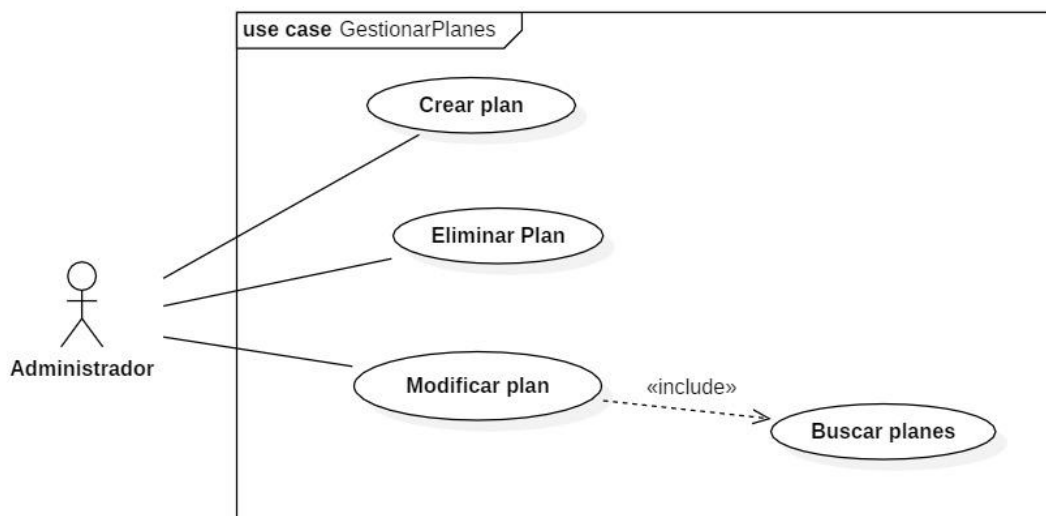 use case GestionarPlanes
Crear plan
Eliminar Plan
Administrador
Modificar plan
«include»
Buscar planes